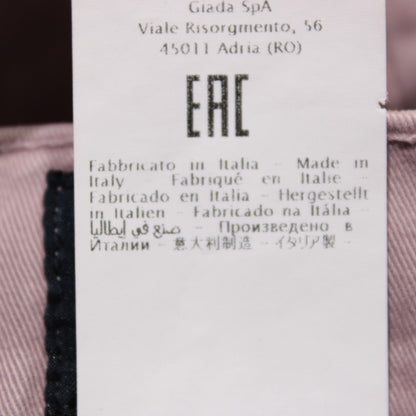 Giada SpA
Viale Risorgmento, 56
45011 Adria (RO)
EAC
Fabbricato in Italia - Made in
Italy - Fabriqué en Italie -
Fabricado en Italia - Hergestellt
in Italien - Fabricado na Itália -
صنع في إيطاليا - Произведено в
Италии - 意大利制造 - イタリア製 -